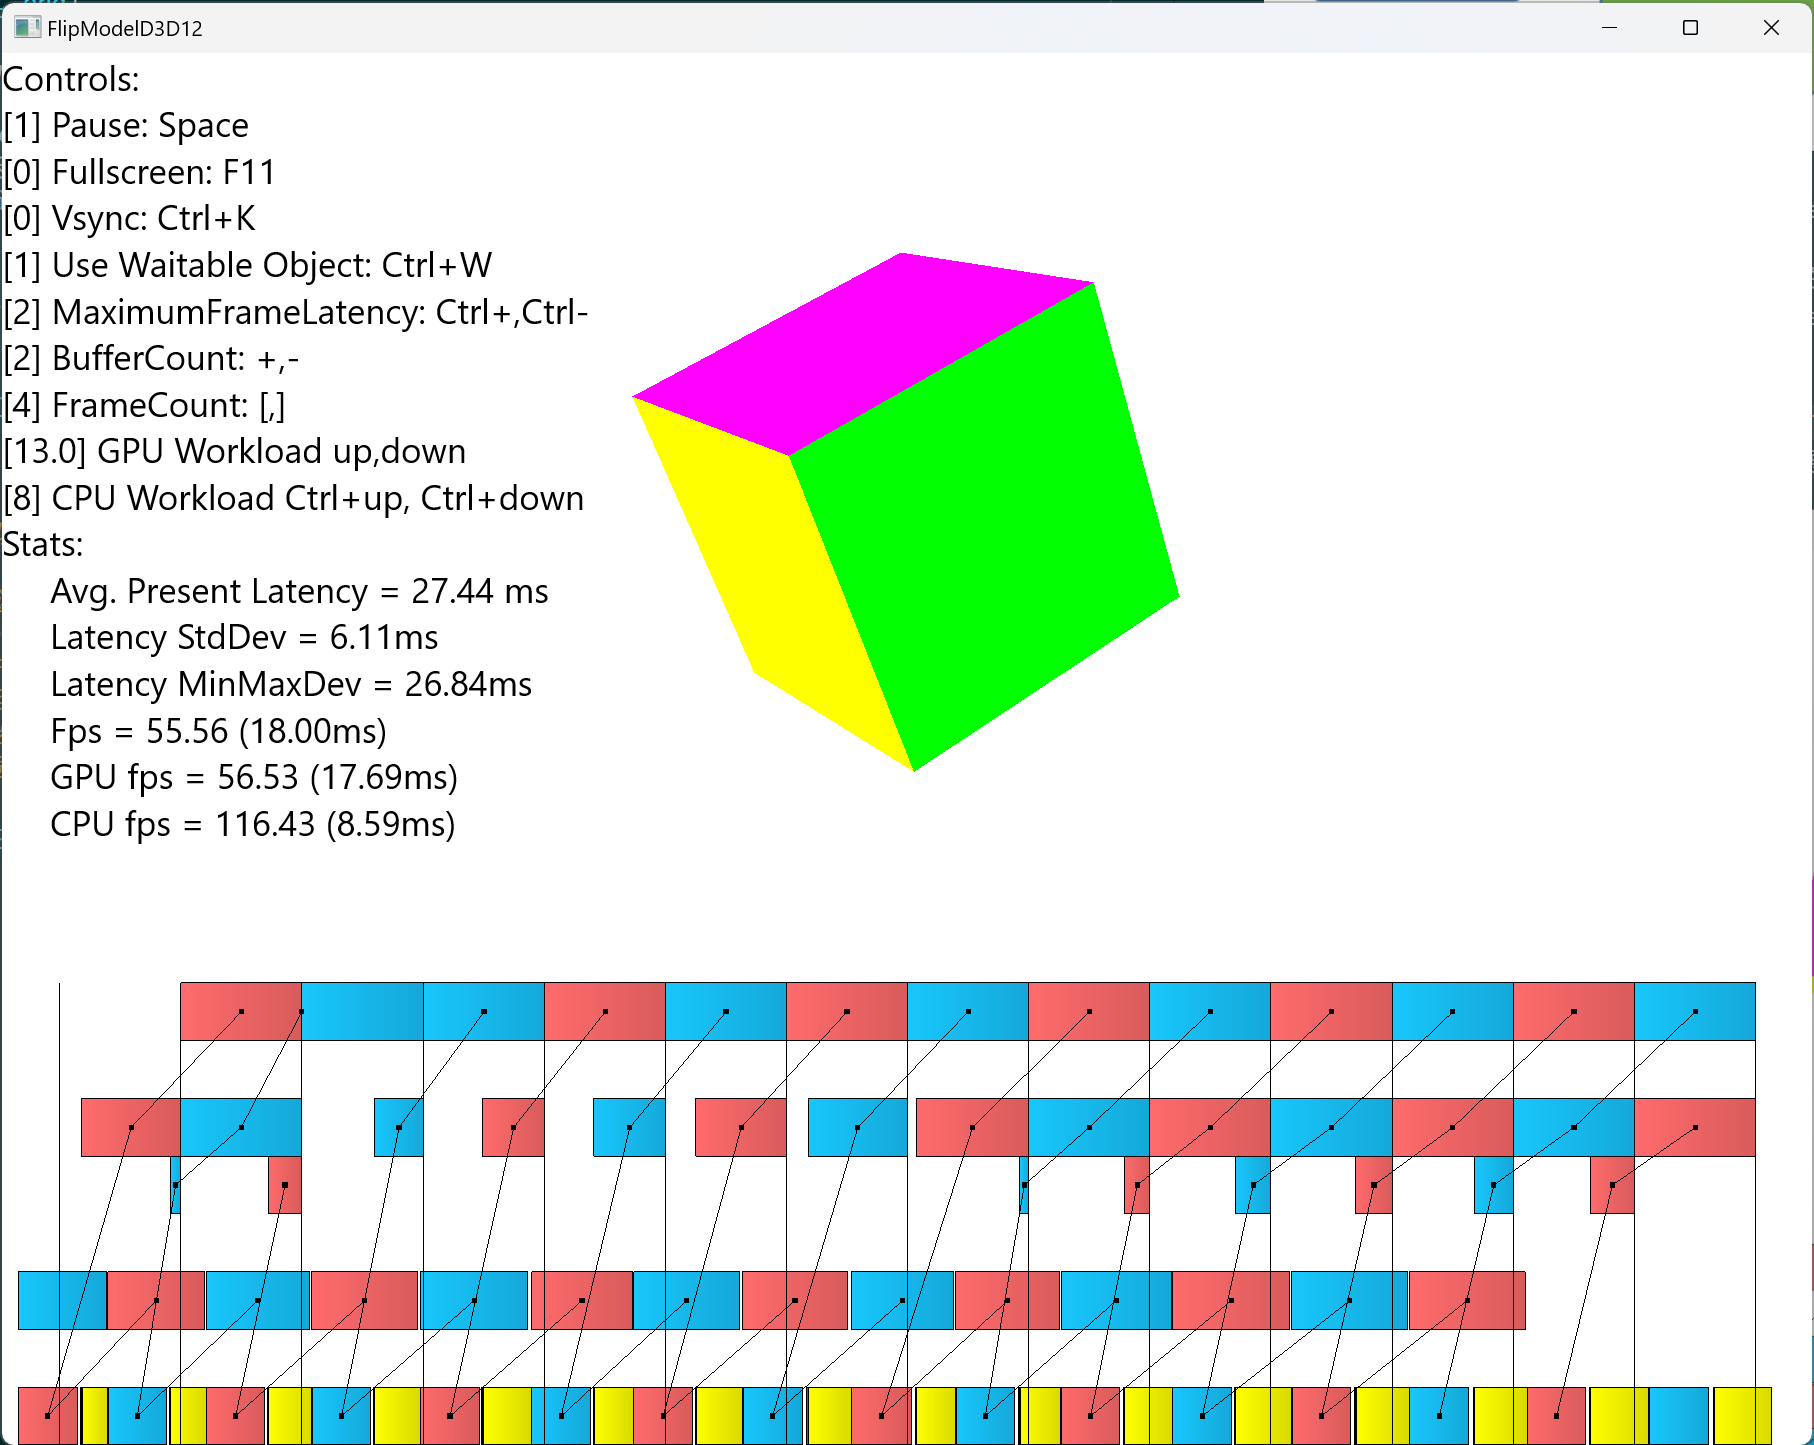 FlipModelD3D12
Controls:
[1] Pause: Space
[0] Fullscreen: F11
[0] Vsync: Ctrl+K
[1] Use Waitable Object: Ctrl+W
[2] MaximumFrameLatency: Ctrl+,Ctrl-
[2] BufferCount: +,-
[4] FrameCount: [,]
[13.0] GPU Workload up,down
[8] CPU Workload Ctrl+up, Ctrl+down
Stats:
Avg. Present Latency = 27.44 ms
Latency StdDev = 6.11ms
Latency MinMaxDev = 26.84ms
Fps = 55.56 (18.00ms)
GPU fps = 56.53 (17.69ms)
CPU fps = 116.43 (8.59ms)